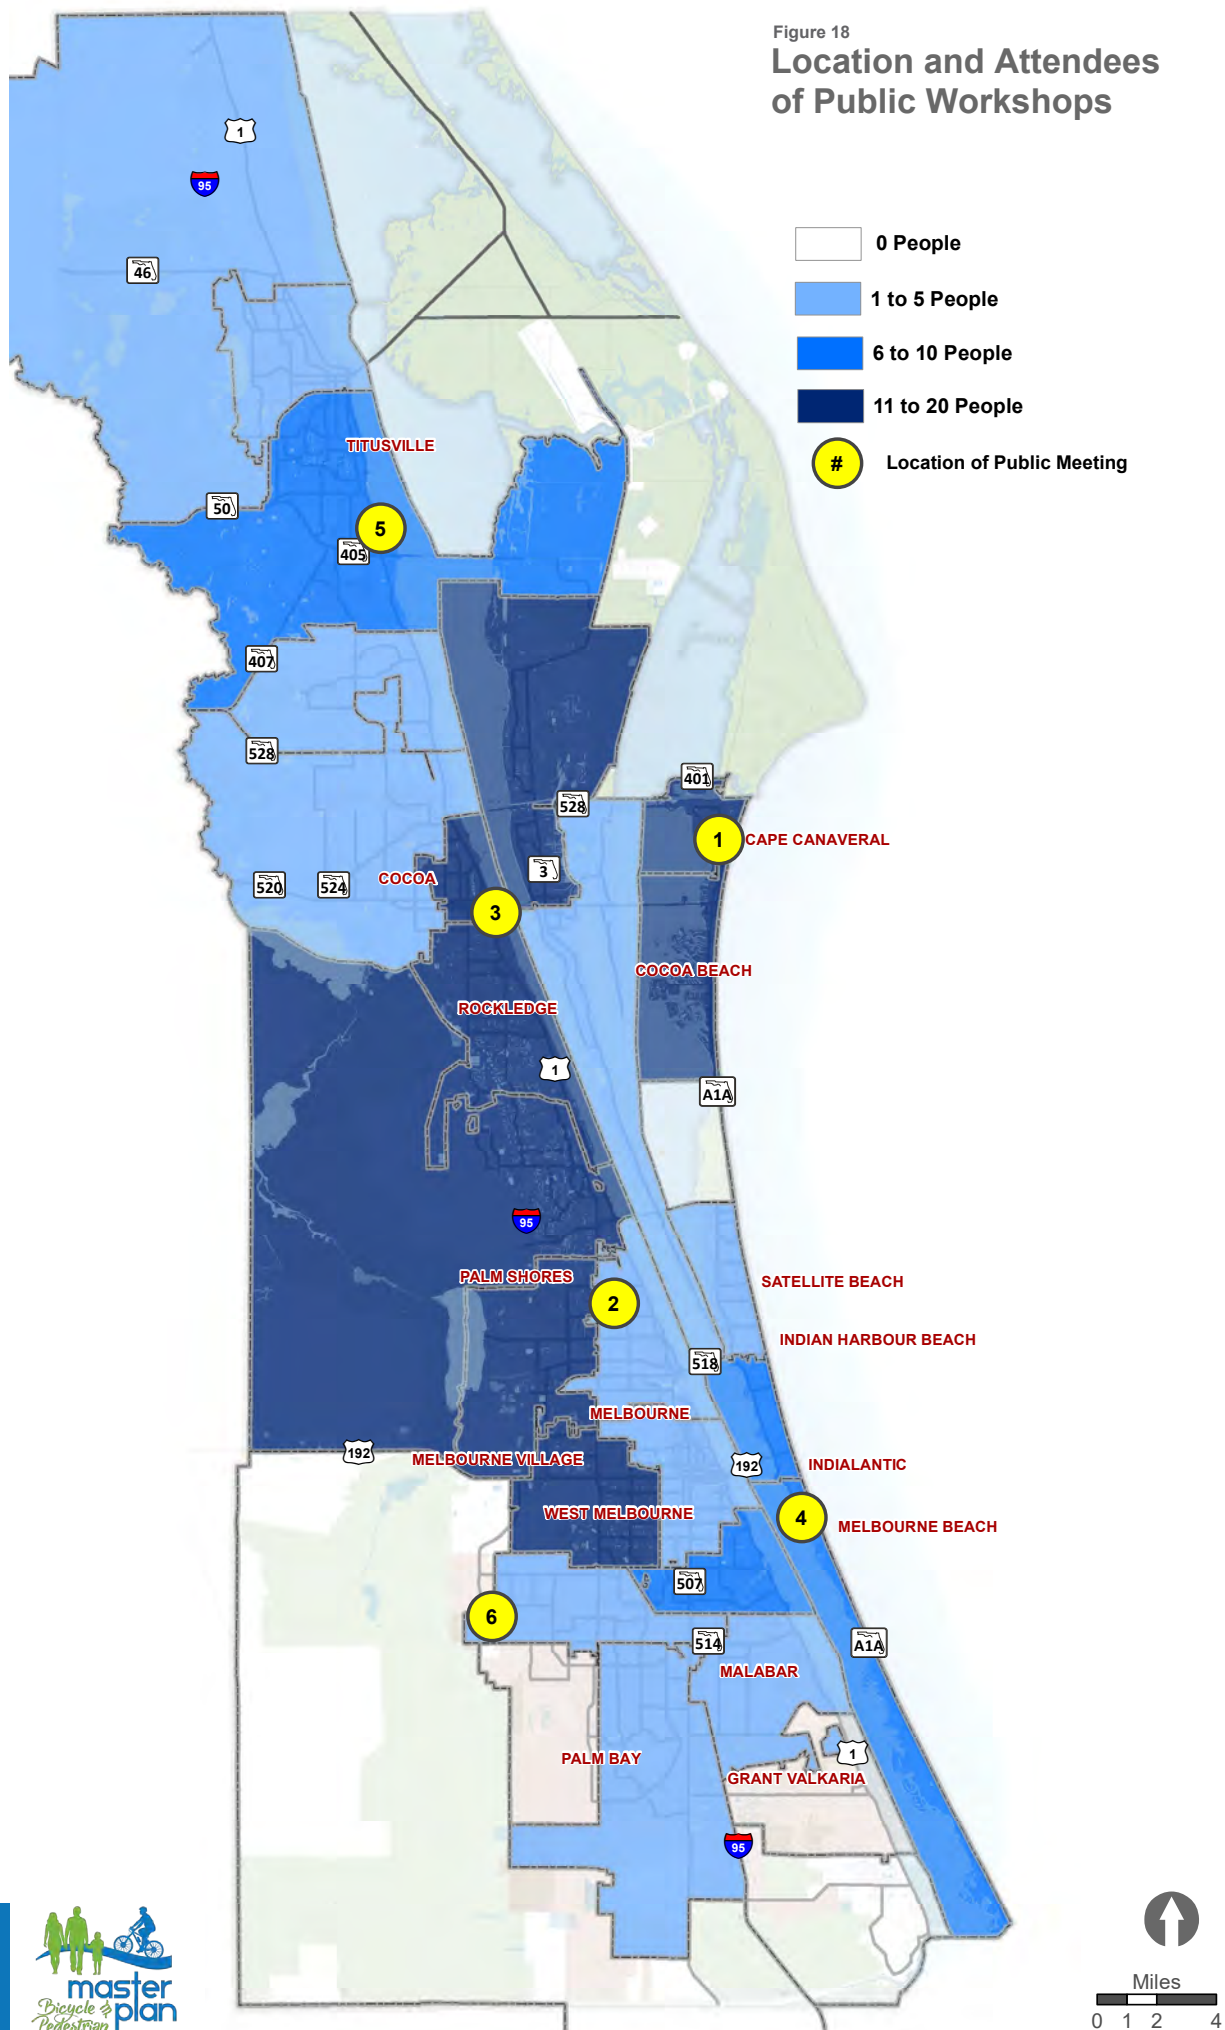 Figure 18
Location and Attendees
of Public Workshops
1
95
46
0 People
1 to 5 People
6 to 10 People
11 to 20 People
# Location of Public Meeting
TITUSVILLE
50
5
405
407
528
401
528
1
CAPE CANAVERAL
3
COCOA
520
524
3
COCOA BEACH
ROCKLEDGE
1
A1A
95
PALM SHORES
SATELLITE BEACH
2
INDIAN HARBOUR BEACH
518
MELBOURNE
192
MELBOURNE VILLAGE
192
INDIALANTIC
WEST MELBOURNE
4
MELBOURNE BEACH
507
6
514
A1A
MALABAR
PALM BAY
1
GRANT VALKARIA
95
master
Bicycle &
plan
Pedestrian
Miles
0 1 2 4